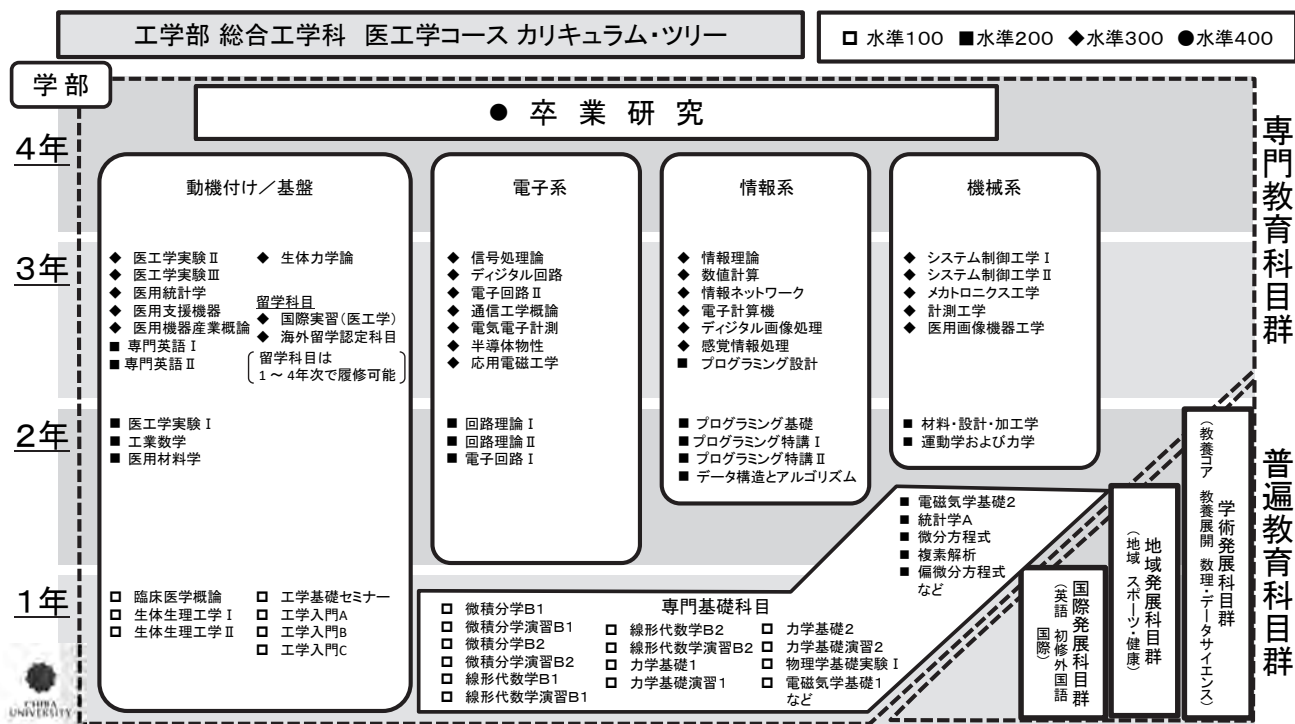 工学部 総合工学科 医工学コース カリキュラム・ツリー
□ 水準100 ■水準200 ◆水準300 ●水準400
学部
● 卒業研究
4年
3年
2年
1年
専門教育科目群
普遍教育科目群
動機付け／基盤
◆ 医工学実験Ⅱ
◆ 医工学実験Ⅲ
◆ 医用統計学
◆ 医用支援機器
◆ 医用機器産業概論
■ 専門英語Ⅰ
■ 専門英語Ⅱ
◆ 生体力学論
留学科目
◆ 国際実習(医工学)
◆ 海外留学認定科目
留学科目は
1～4年次で履修可能
■ 医工学実験Ⅰ
■ 工業数学
■ 医用材料学
□ 臨床医学概論
□ 生体生理工学Ⅰ
□ 生体生理工学Ⅱ
□ 工学基礎セミナー
□ 工学入門A
□ 工学入門B
□ 工学入門C
電子系
◆ 信号処理論
◆ ディジタル回路
◆ 電子回路Ⅱ
◆ 通信工学概論
◆ 電気電子計測
◆ 半導体物性
◆ 応用電磁工学
■ 回路理論Ⅰ
■ 回路理論Ⅱ
■ 電子回路Ⅰ
情報系
◆ 情報理論
◆ 数値計算
◆ 情報ネットワーク
◆ 電子計算機
◆ ディジタル画像処理
◆ 感覚情報処理
■ プログラミング設計
■ プログラミング基礎
■ プログラミング特講Ⅰ
■ プログラミング特講Ⅱ
■ データ構造とアルゴリズム
機械系
◆ システム制御工学Ⅰ
◆ システム制御工学Ⅱ
◆ メカトロニクス工学
◆ 計測工学
◆ 医用画像機器工学
■ 材料・設計・加工学
■ 運動学および力学
■ 電磁気学基礎2
■ 統計学A
■ 微分方程式
■ 複素解析
■ 偏微分方程式
など
専門基礎科目
□ 微積分学B1
□ 微積分学演習B1
□ 微積分学B2
□ 微積分学演習B2
□ 線形代数学B1
□ 線形代数学演習B1
□ 線形代数学B2
□ 線形代数学演習B2
□ 力学基礎1
□ 力学基礎演習1
□ 力学基礎2
□ 力学基礎演習2
□ 物理学基礎実験Ⅰ
□ 電磁気学基礎1
など
国際発展科目群
(英語 初修外国語
国際)
地域発展科目群
(地域 スポーツ・健康)
学術発展科目群
(教養コア 教養展開 数理・データサイエンス)
CHIBA
UNIVERSITY